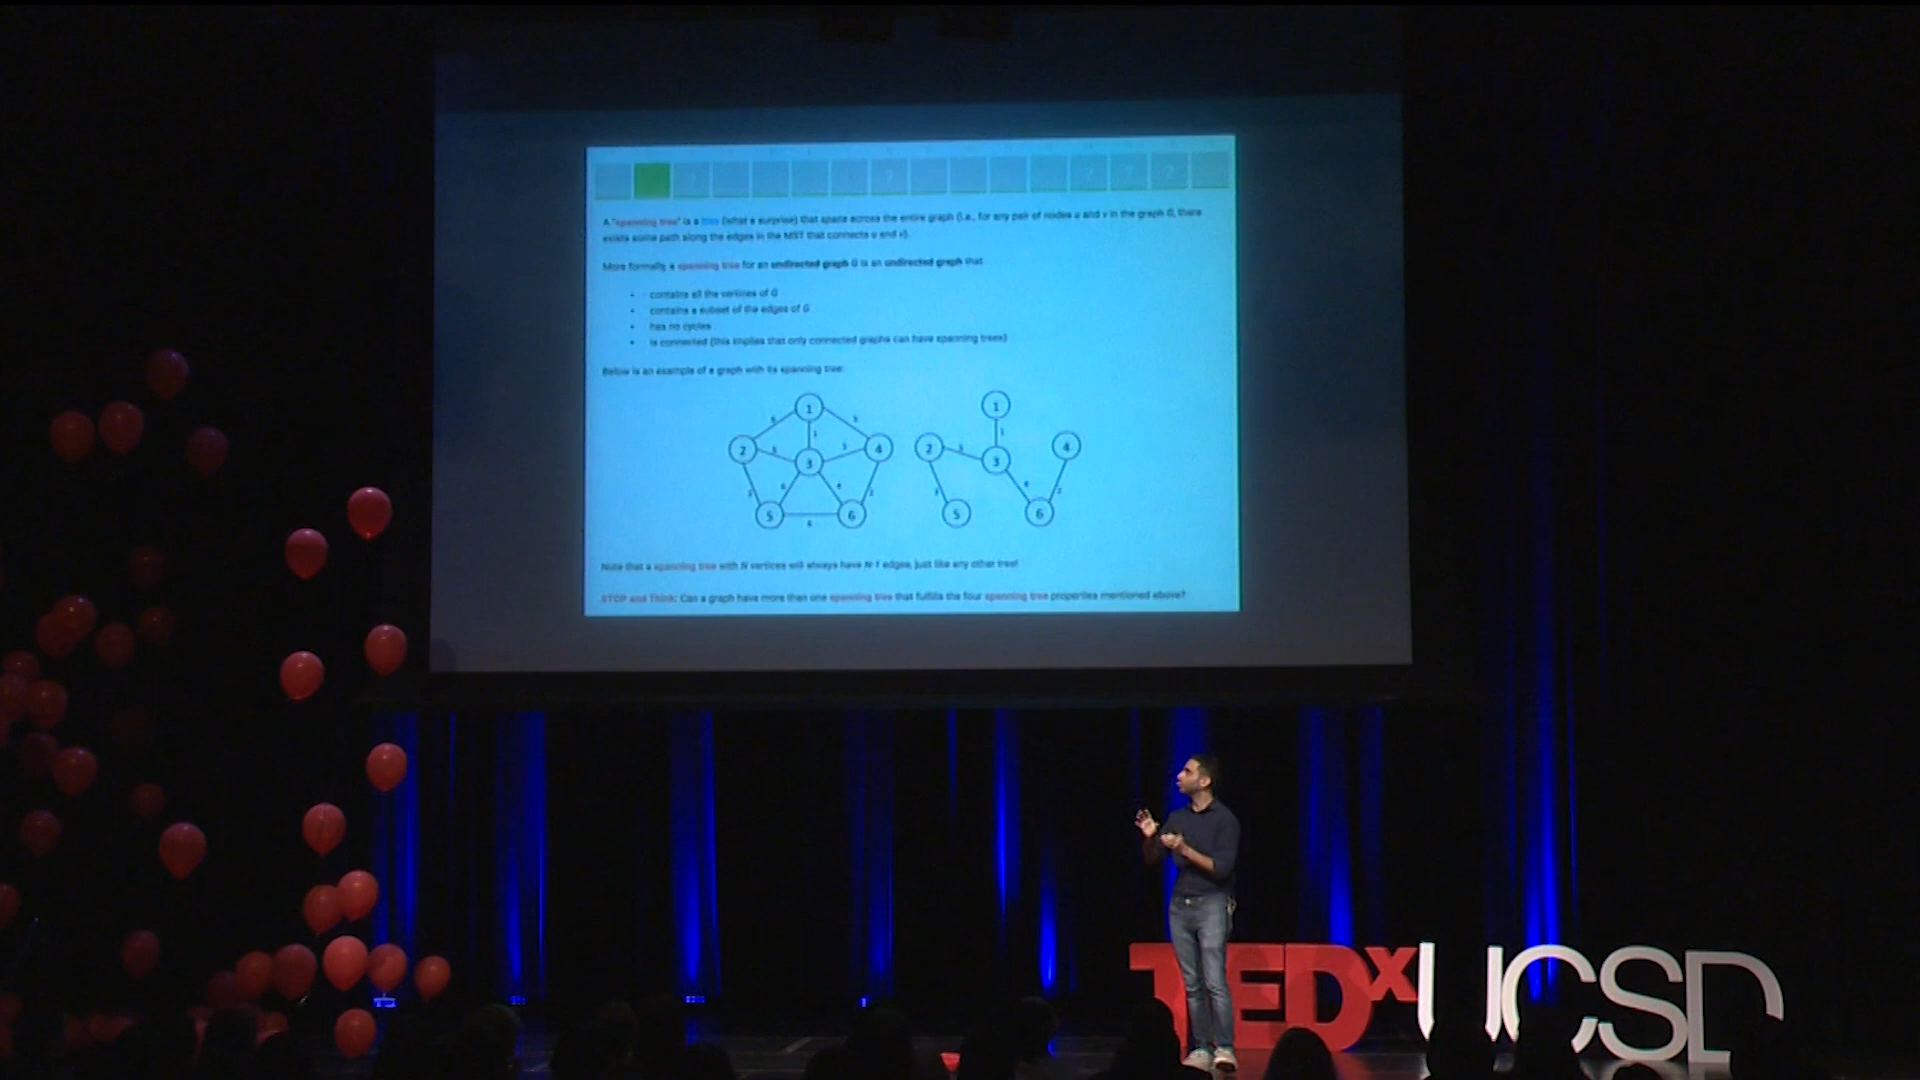 A "spanning tree" is a tree (what a surprise) that spans across the entire graph (i.e., for any pair of nodes u and v in the graph G, there
exists some path along the edges in the MST that connects u and v).
More formally, a spanning tree for an undirected graph G is an undirected graph that
• contains all the vertices of G
• contains a subset of the edges of G
• has no cycles
• is connected (this implies that only connected graphs can have spanning trees)
Below is an example of a graph with its spanning tree:
1 1
2 4 2 4
3 3
5 6 5 6
Note that a spanning tree with N vertices will always have N-1 edges, just like any other tree!
STOP and Think: Can a graph have more than one spanning tree that fulfills the four spanning tree properties mentioned above?
TEDxUCSD